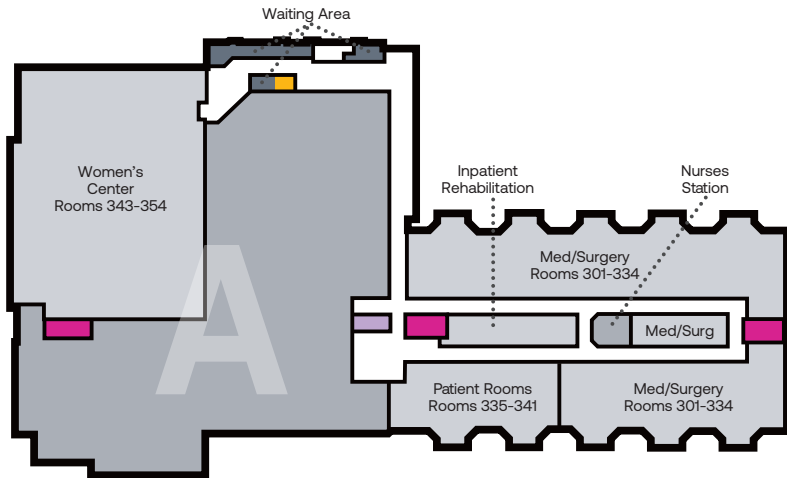 Waiting Area
Women's
Center
Rooms 343-354
Inpatient
Rehabilitation
Nurses
Station
Med/Surgery
Rooms 301-334
A
Med/Surg
Patient Rooms
Rooms 335-341
Med/Surgery
Rooms 301-334